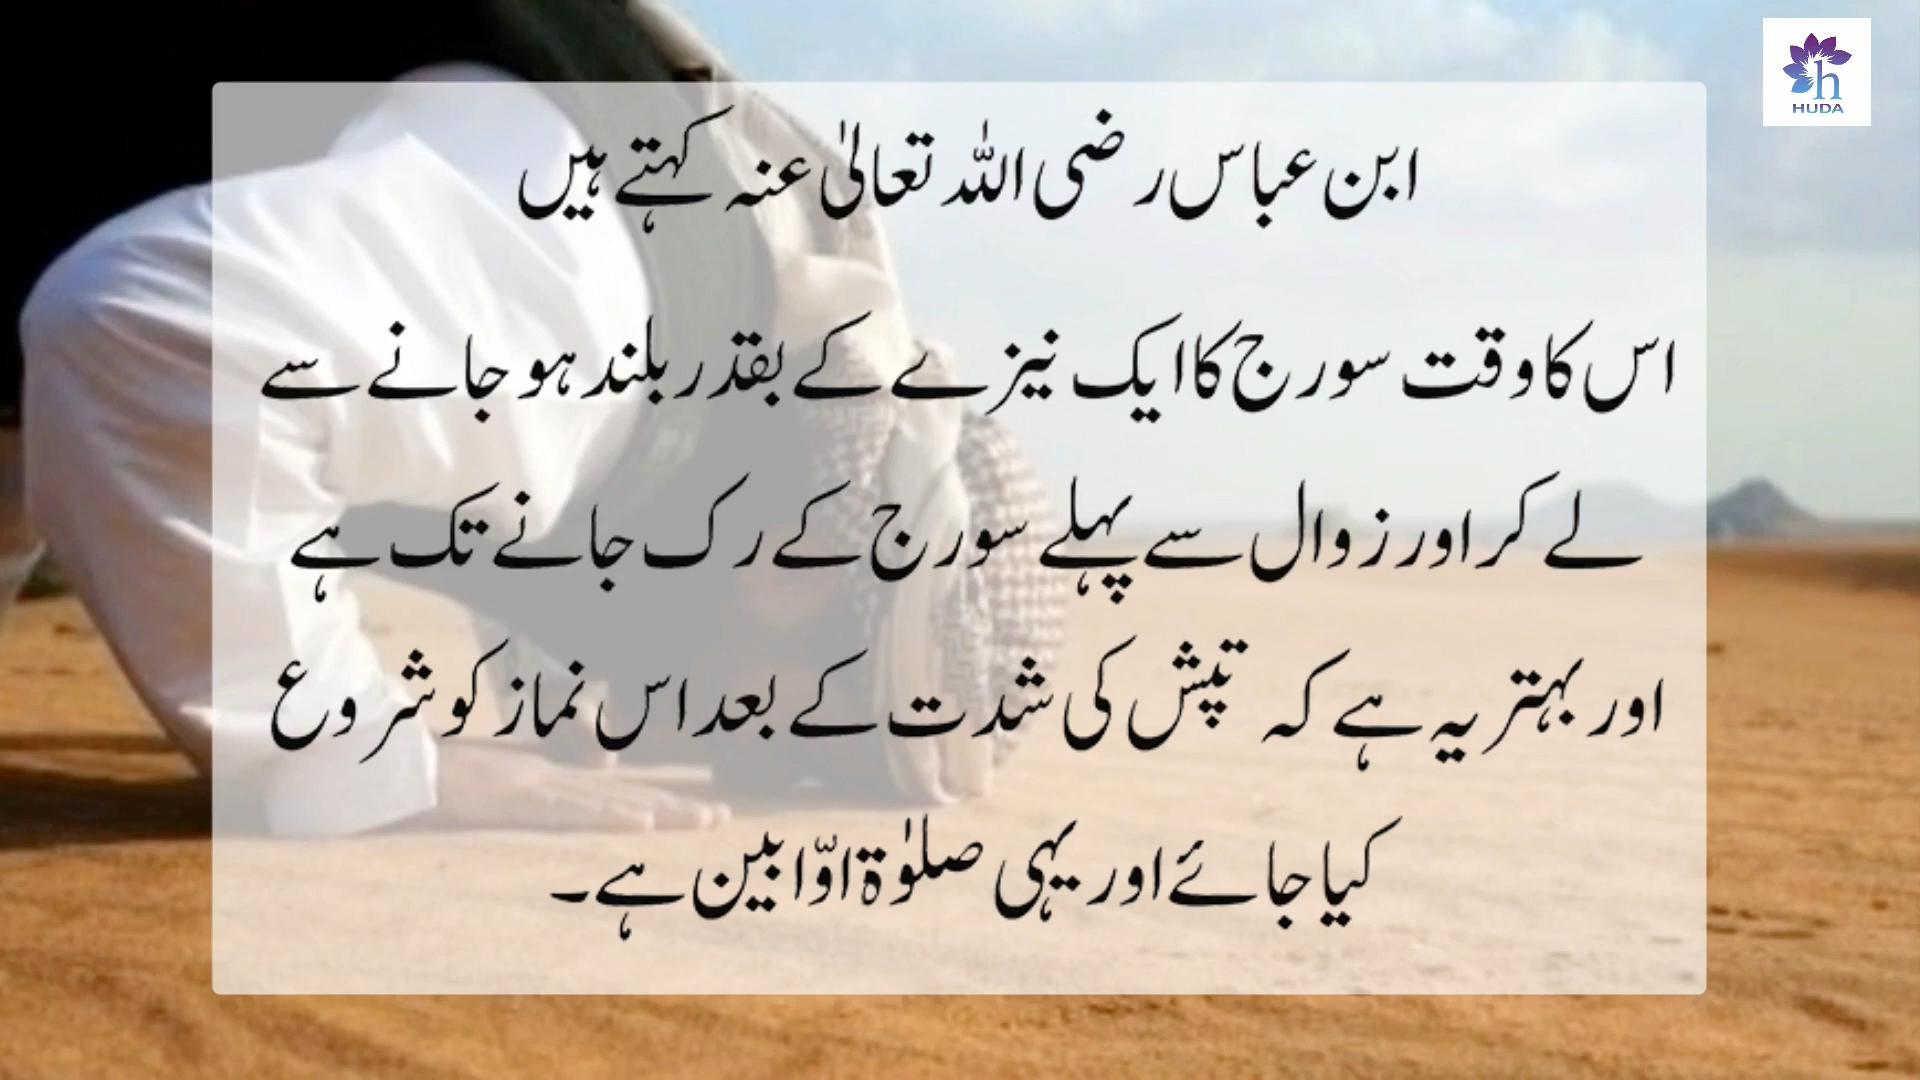 ابن عباس رضی اللہ تعالیٰ عنہ کہتے ہیں
اس کا وقت سورج کا ایک نیزے کے بقدر بلند ہو جانے سے
لے کر اور زوال سے پہلے سورج کے رک جانے تک ہے
اور بہتر یہ ہے کہ تپش کی شدت کے بعد اس نماز کو شروع
کیا جائے اور یہی صلوٰۃ اوّابین ہے۔
h
HUDA